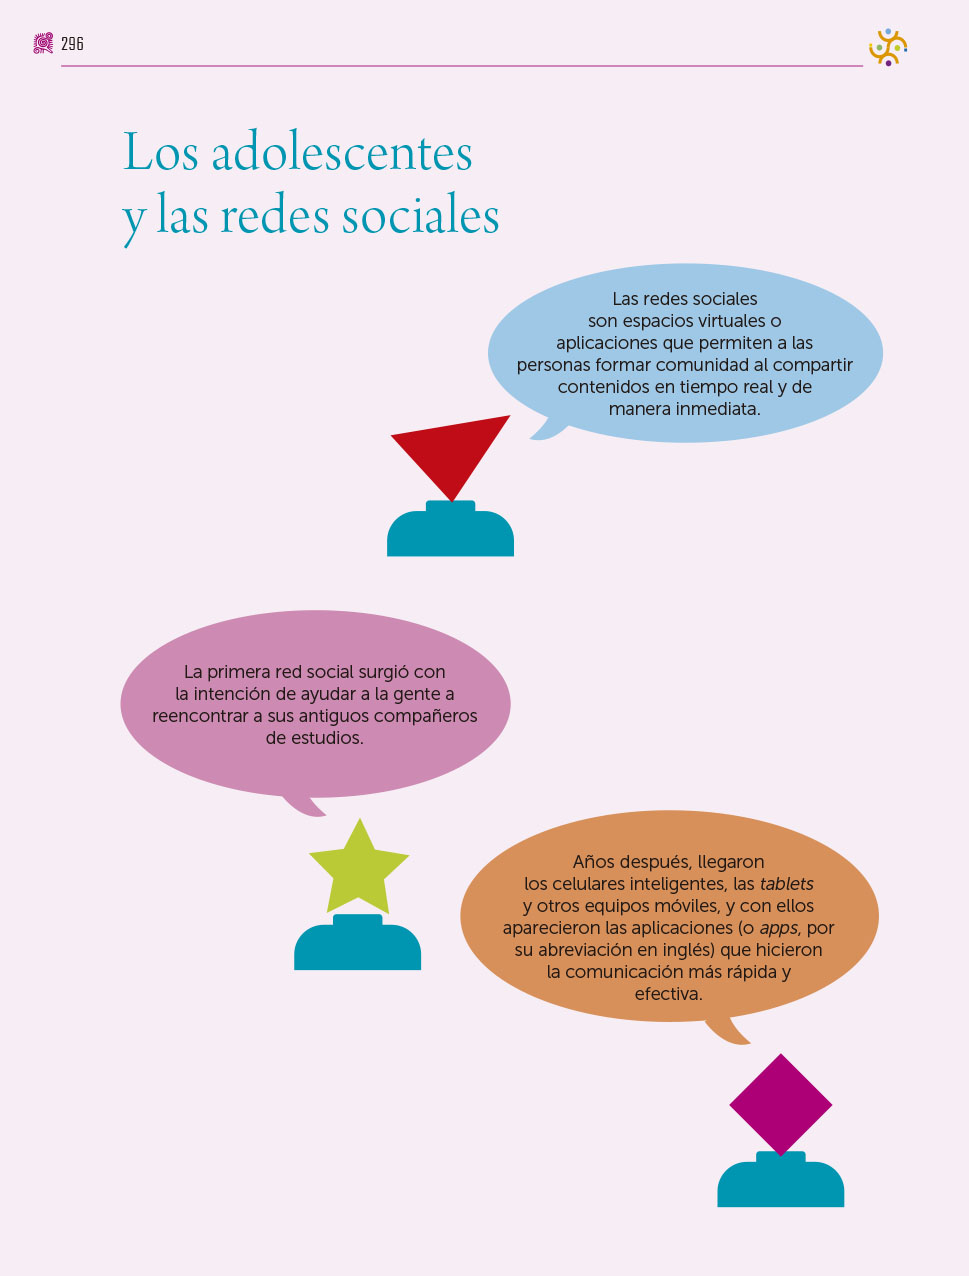 296
Los adolescentes
y las redes sociales
Las redes sociales
son espacios virtuales o
aplicaciones que permiten a las
personas formar comunidad al compartir
contenidos en tiempo real y de
manera inmediata.
La primera red social surgió con
la intención de ayudar a la gente a
reencontrar a sus antiguos compañeros
de estudios.
Años después, llegaron
los celulares inteligentes, las tablets
y otros equipos móviles, y con ellos
aparecieron las aplicaciones (o apps, por
su abreviación en inglés) que hicieron
la comunicación más rápida y
efectiva.